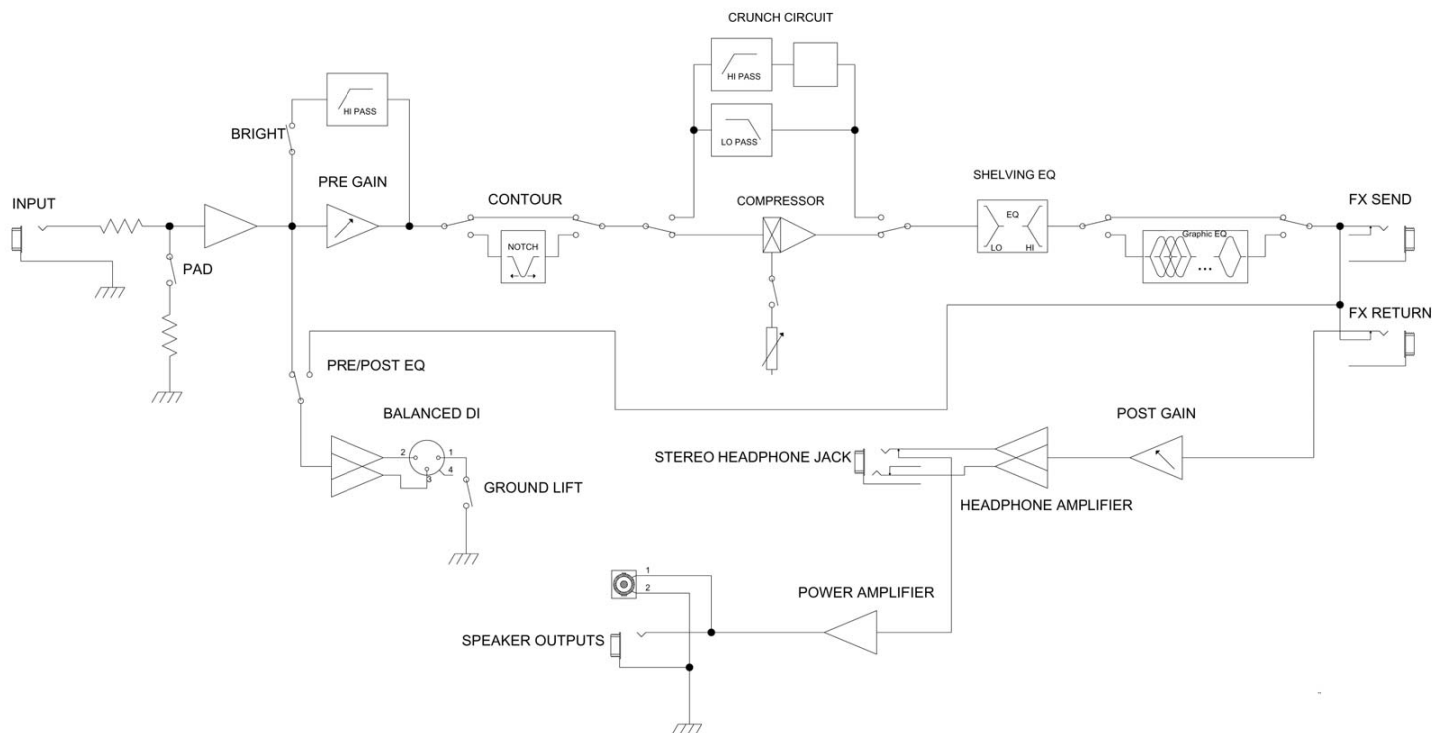 CRUNCH CIRCUIT
HI PASS
HI PASS
BRIGHT
LO PASS
PRE GAIN
SHELVING EQ
INPUT
CONTOUR
COMPRESSOR
FX SEND
EQ
NOTCH
LO
HI
Graphic EQ
...
PAD
FX RETURN
PRE/POST EQ
BALANCED DI
POST GAIN
2
1
4
3
STEREO HEADPHONE JACK
GROUND LIFT
HEADPHONE AMPLIFIER
1
2
POWER AMPLIFIER
SPEAKER OUTPUTS